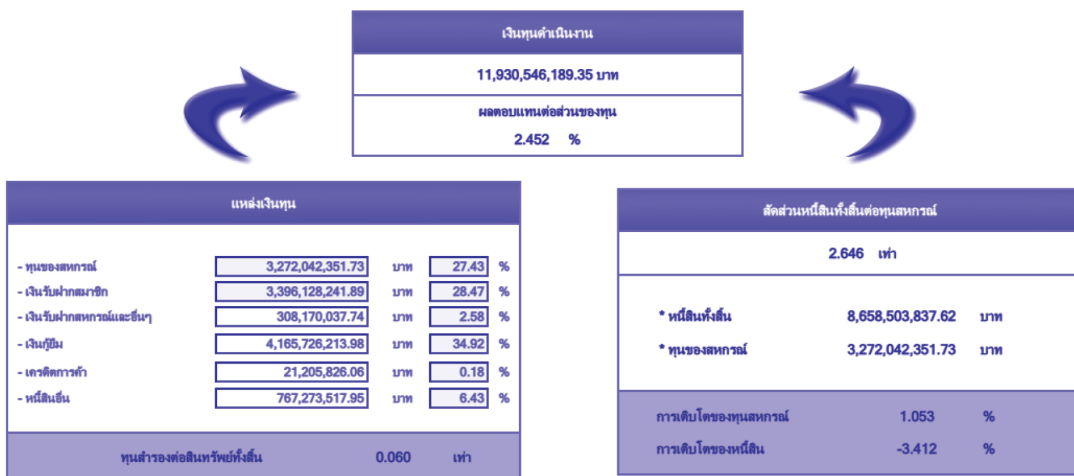 เงินทุนดำเนินงาน
11,930,546,189.35 บาท
ผลตอบแทนต่อส่วนของทุน
2.452 %
แหล่งเงินทุน
- ทุนของสหกรณ์ 3,272,042,351.73 บาท 27.43 %
- เงินรับฝากสมาชิก 3,396,128,241.89 บาท 28.47 %
- เงินรับฝากสหกรณ์และอื่นๆ 308,170,037.74 บาท 2.58 %
- เงินกู้ยืม 4,165,726,213.98 บาท 34.92 %
- เครดิตการค้า 21,205,826.06 บาท 0.18 %
- หนี้สินอื่น 767,273,517.95 บาท 6.43 %
ทุนสำรองต่อสินทรัพย์ทั้งสิ้น 0.060 เท่า
สัดส่วนหนี้สินทั้งสิ้นต่อทุนสหกรณ์
2.646 เท่า
* หนี้สินทั้งสิ้น 8,658,503,837.62 บาท
* ทุนของสหกรณ์ 3,272,042,351.73 บาท
การเติบโตของทุนสหกรณ์ 1.053 %
การเติบโตของหนี้สิน -3.412 %